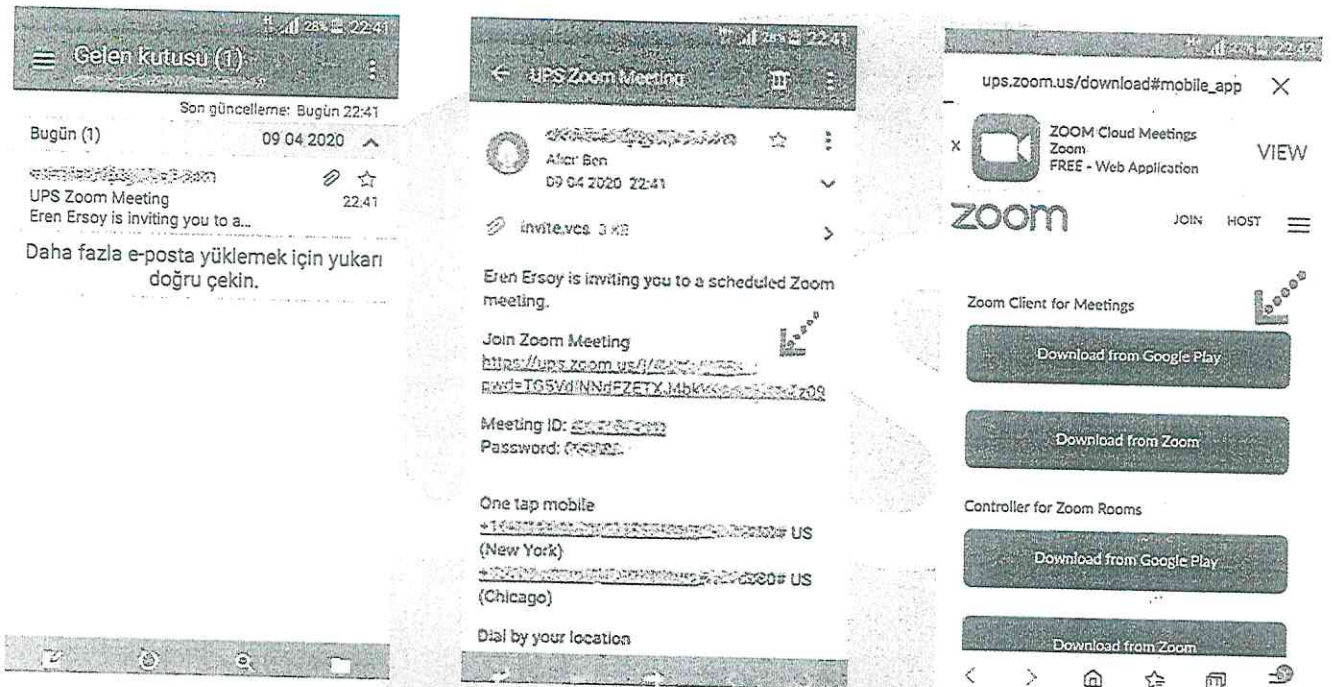 22:41
Gelen kutusu (1)
Son güncelleme: Bugün 22:41
Bugün (1) 09 04 2020
UPS Zoom Meeting 22:41
Eren Ersoy is inviting you to a...
Daha fazla e-posta yüklemek için yukarı
doğru çekin.
28% 22:41
UPS Zoom Meeting
Alıcı: Ben
09 04 2020 22:41
invite.vcs 3 KB
Eren Ersoy is inviting you to a scheduled Zoom
meeting.
Join Zoom Meeting
https://ups.zoom.us/j/
Meeting ID:
Password:
One tap mobile
US
(New York)
US
(Chicago)
Dial by your location
22:42
ups.zoom.us/download#mobile_app X
x ZOOM Cloud Meetings
Zoom
FREE - Web Application
VIEW
zoom JOIN HOST
Zoom Client for Meetings
Download from Google Play
Download from Zoom
Controller for Zoom Rooms
Download from Google Play
Download from Zoom